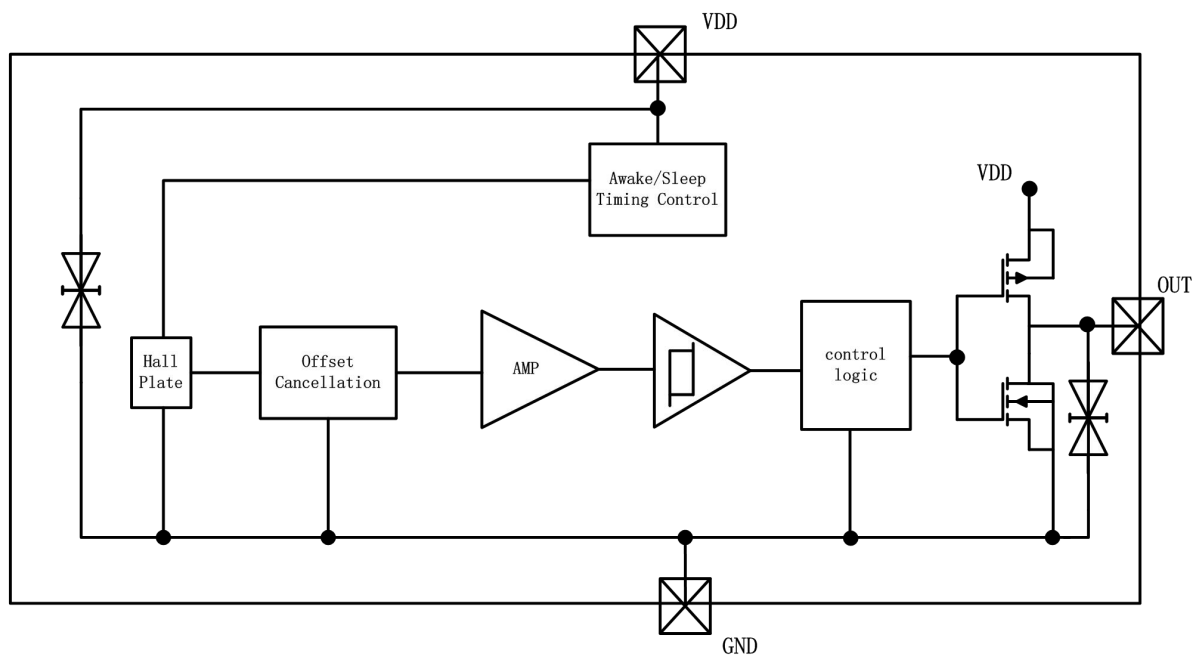 VDD
Awake/Sleep
Timing Control
VDD
OUT
Hall
Plate
Offset
Cancellation
AMP
control
logic
GND